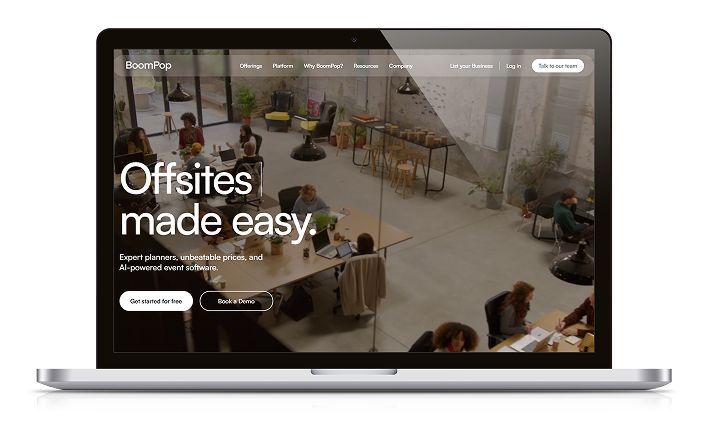 BoomPop
Offerings Platform Why BoomPop? Resources Company List your Business Log in Talk to our team
Offsites
made easy.
Expert planners, unbeatable prices, and
AI-powered event software.
Get started for free Book a Demo